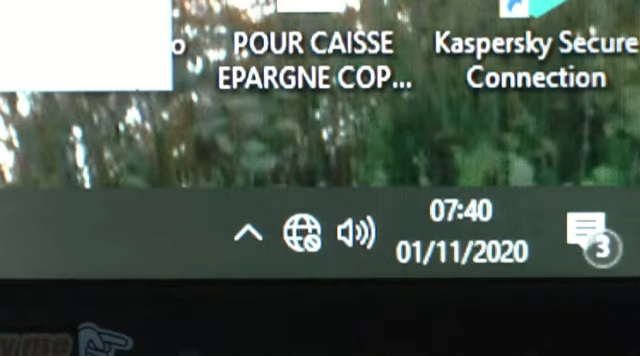 o
POUR CAISSE
EPARGNE COP...
Kaspersky Secure
Connection
07:40
01/11/2020
3